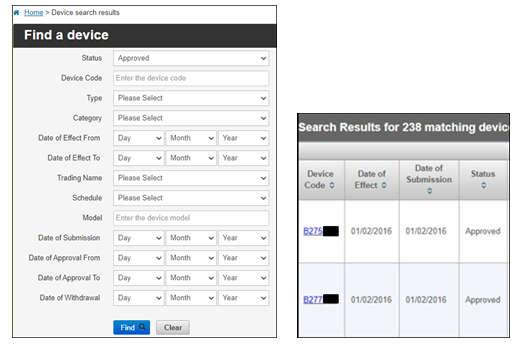 Home > Device search results
Find a device
Status Approved
Device Code Enter the device code
Type Please Select
Category Please Select
Date of Effect From Day Month Year
Date of Effect To Day Month Year
Trading Name Please Select
Schedule Please Select
Model Enter the device model
Date of Submission Day Month Year
Date of Approval From Day Month Year
Date of Approval To Day Month Year
Date of Withdrawal Day Month Year
Find Clear
Search Results for 238 matching device
Device Code Date of Effect Date of Submission Status
B275 01/02/2016 01/02/2016 Approved
B277 01/02/2016 01/02/2016 Approved